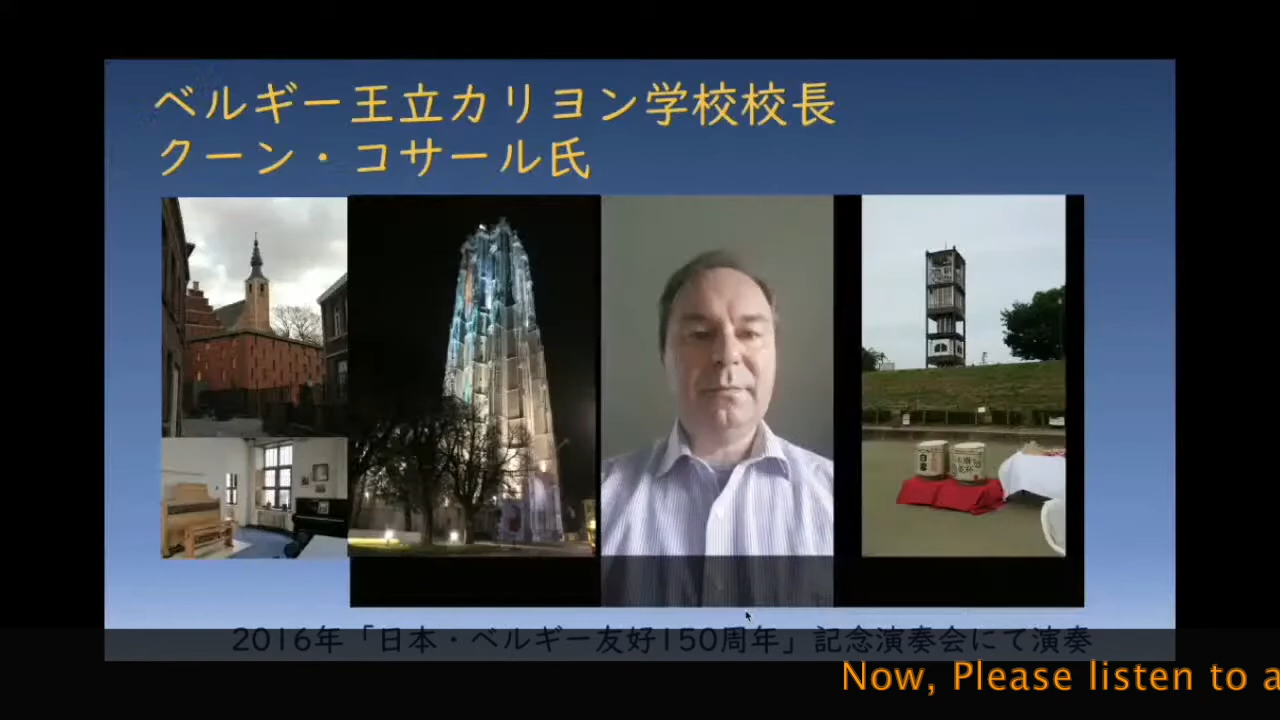 ベルギー王立カリヨン学校校長
クーン・コサール氏
2016年「日本・ベルギー友好150周年」記念演奏会にて演奏
Now, Please listen to a